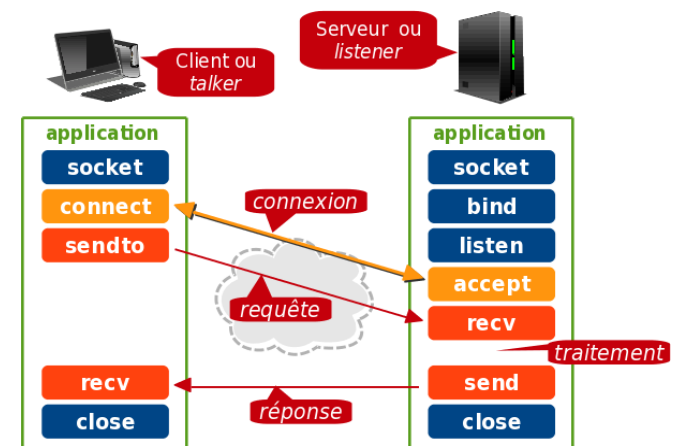 Client ou
talker
Serveur ou
listener
application
socket
connect
sendto
recv
close
connexion
requête
réponse
application
socket
bind
listen
accept
recv
traitement
send
close